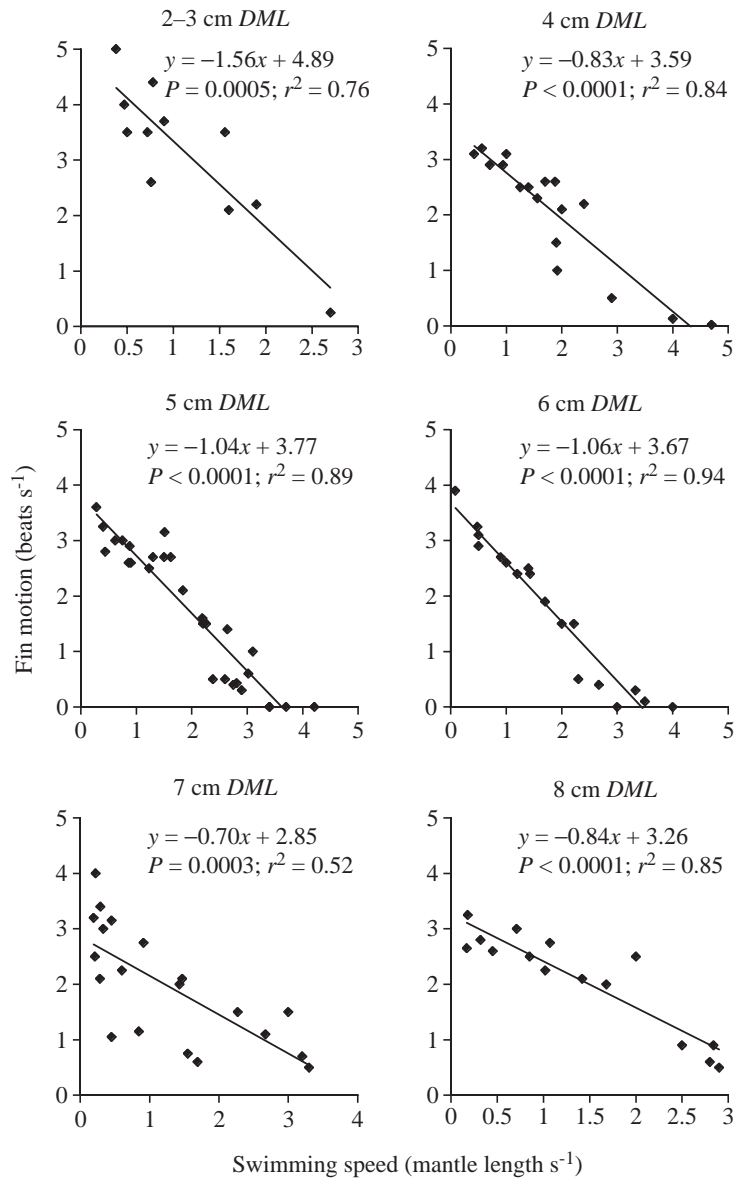 2–3 cm DML
y = −1.56x + 4.89
P = 0.0005; r² = 0.76
5
4
3
2
1
0
0 0.5 1 1.5 2 2.5 3
4 cm DML
y = −0.83x + 3.59
P < 0.0001; r² = 0.84
5
4
3
2
1
0
0 1 2 3 4 5
5 cm DML
y = −1.04x + 3.77
P < 0.0001; r² = 0.89
5
4
3
2
1
0
0 1 2 3 4 5
6 cm DML
y = −1.06x + 3.67
P < 0.0001; r² = 0.94
5
4
3
2
1
0
0 1 2 3 4 5
Fin motion (beats s⁻¹)
7 cm DML
y = −0.70x + 2.85
P = 0.0003; r² = 0.52
5
4
3
2
1
0
0 1 2 3 4
8 cm DML
y = −0.84x + 3.26
P < 0.0001; r² = 0.85
5
4
3
2
1
0
0 0.5 1 1.5 2 2.5 3
Swimming speed (mantle length s⁻¹)